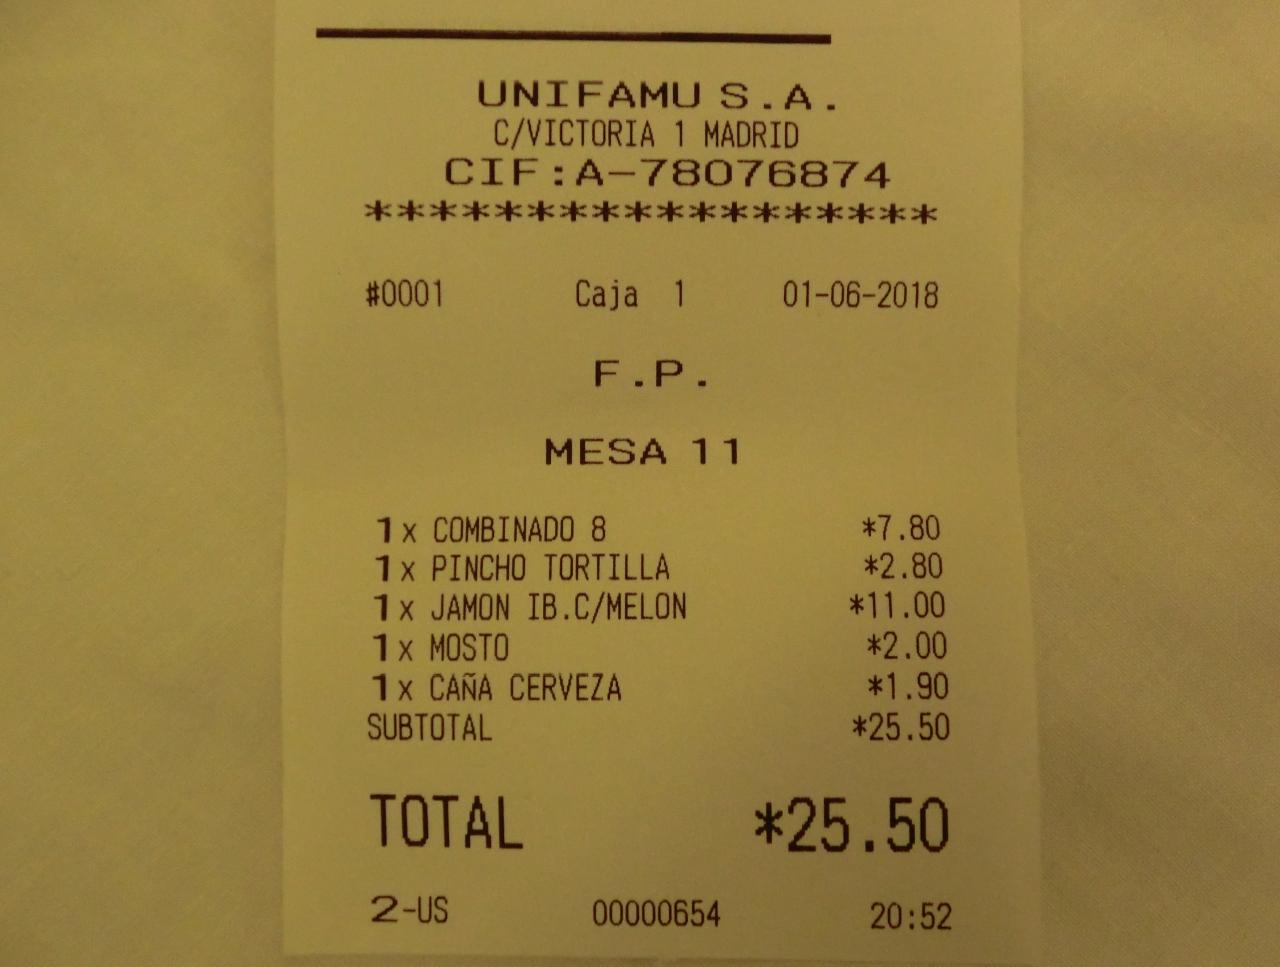 UNIFAMU S.A.
C/VICTORIA 1 MADRID
CIF:A-78076874
******************
#0001 Caja 1 01-06-2018
F.P.
MESA 11
1x COMBINADO 8 *7.80
1x PINCHO TORTILLA *2.80
1x JAMON IB.C/MELON *11.00
1x MOSTO *2.00
1x CAÑA CERVEZA *1.90
SUBTOTAL *25.50
TOTAL *25.50
2-US 00000654 20:52